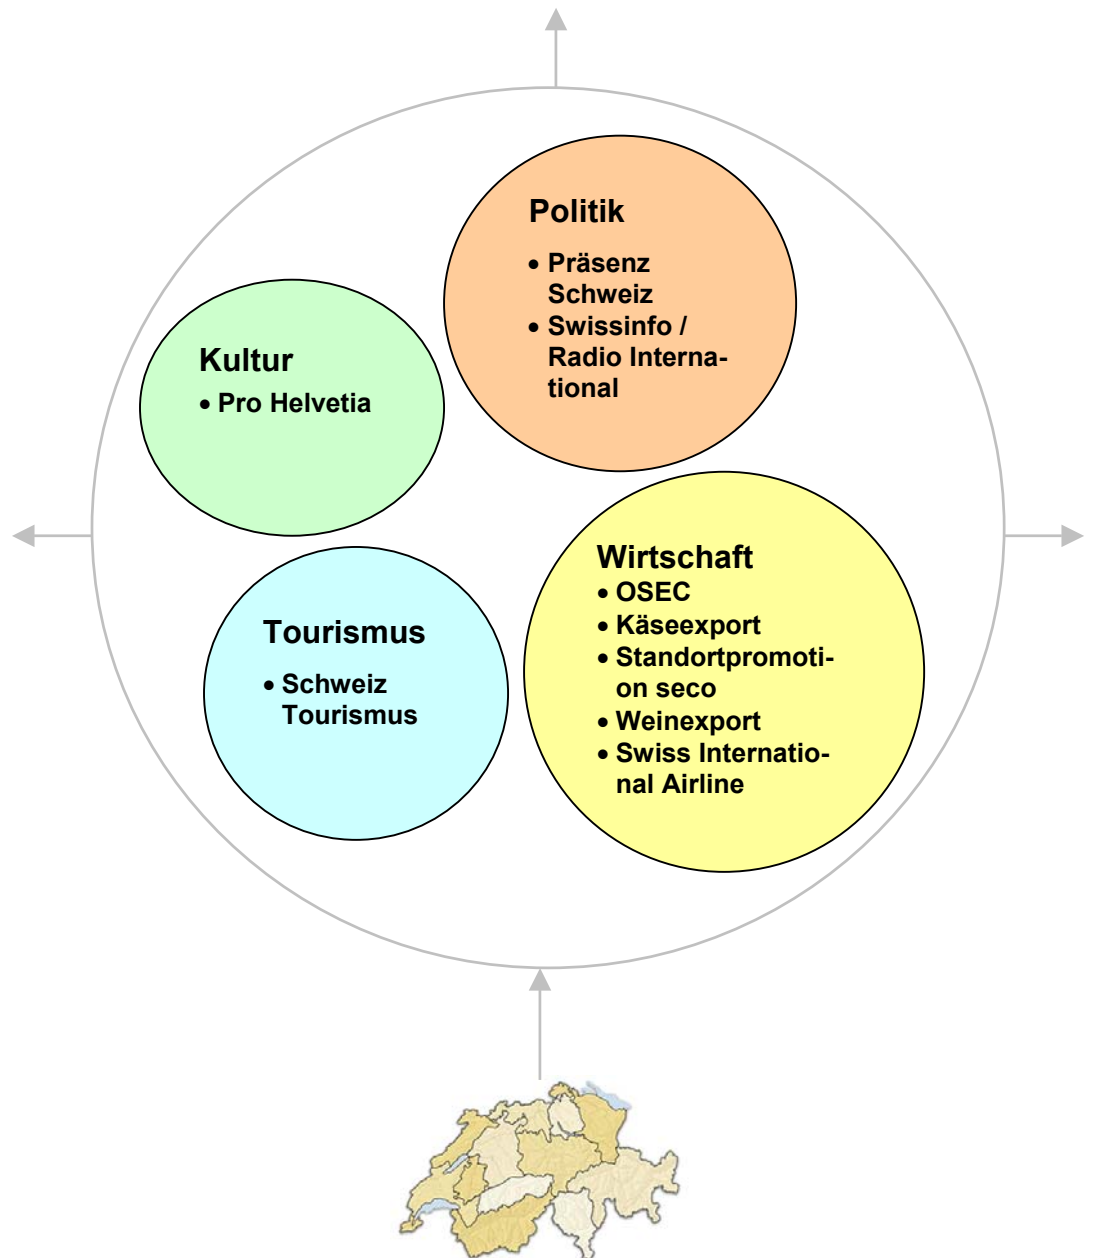 Politik
• Präsenz
Schweiz
• Swissinfo /
Radio Interna-
tional
Kultur
• Pro Helvetia
Wirtschaft
• OSEC
• Käseexport
• Standortpromoti-
on seco
• Weinexport
• Swiss Internatio-
nal Airline
Tourismus
• Schweiz
Tourismus